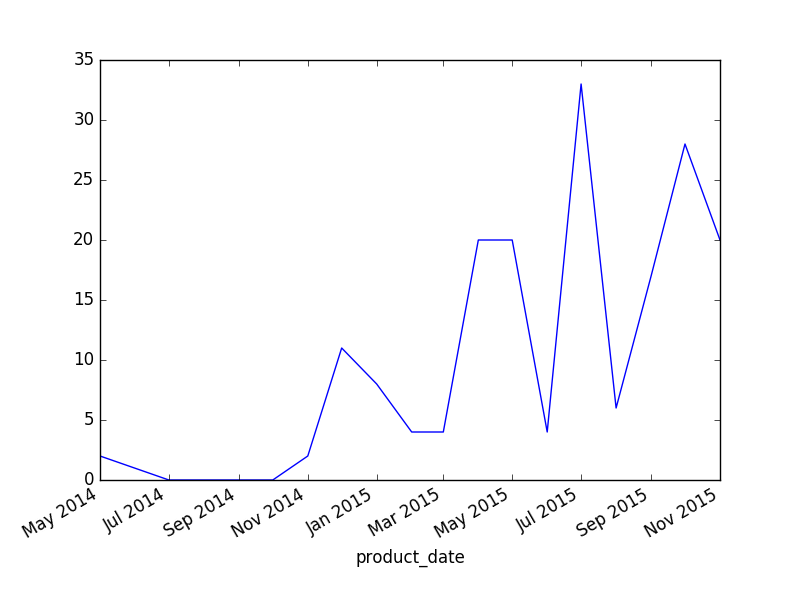 35
30
25
20
15
10
5
0
May 2014
Jul 2014
Sep 2014
Nov 2014
Jan 2015
Mar 2015
May 2015
Jul 2015
Sep 2015
Nov 2015
product_date